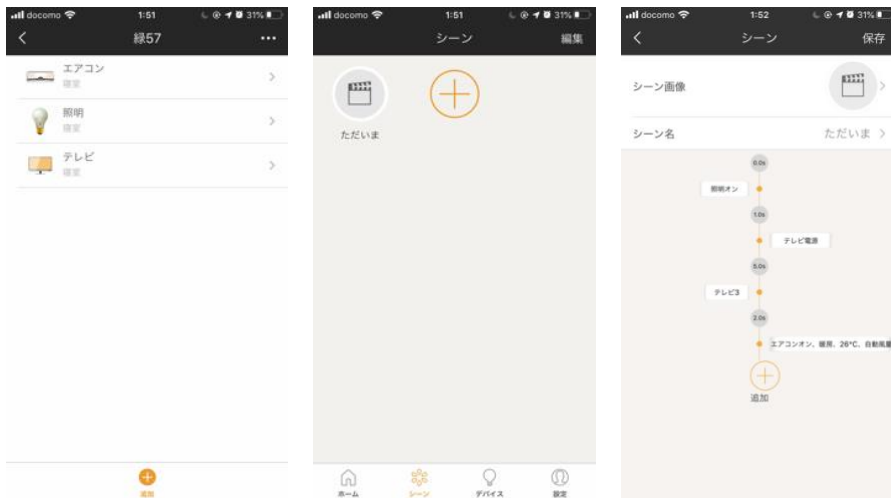 docomo 1:51 31%
緑57
エアコン
寝室
照明
寝室
テレビ
寝室
追加
docomo 1:51 31%
シーン 編集
ただいま
ホーム シーン デバイス 設定
docomo 1:52 31%
シーン 保存
シーン画像
シーン名 ただいま
0.0s
照明オン
1.0s
テレビ電源
5.0s
テレビ3
2.0s
エアコンオン、暖房、26°C、自動風量
追加